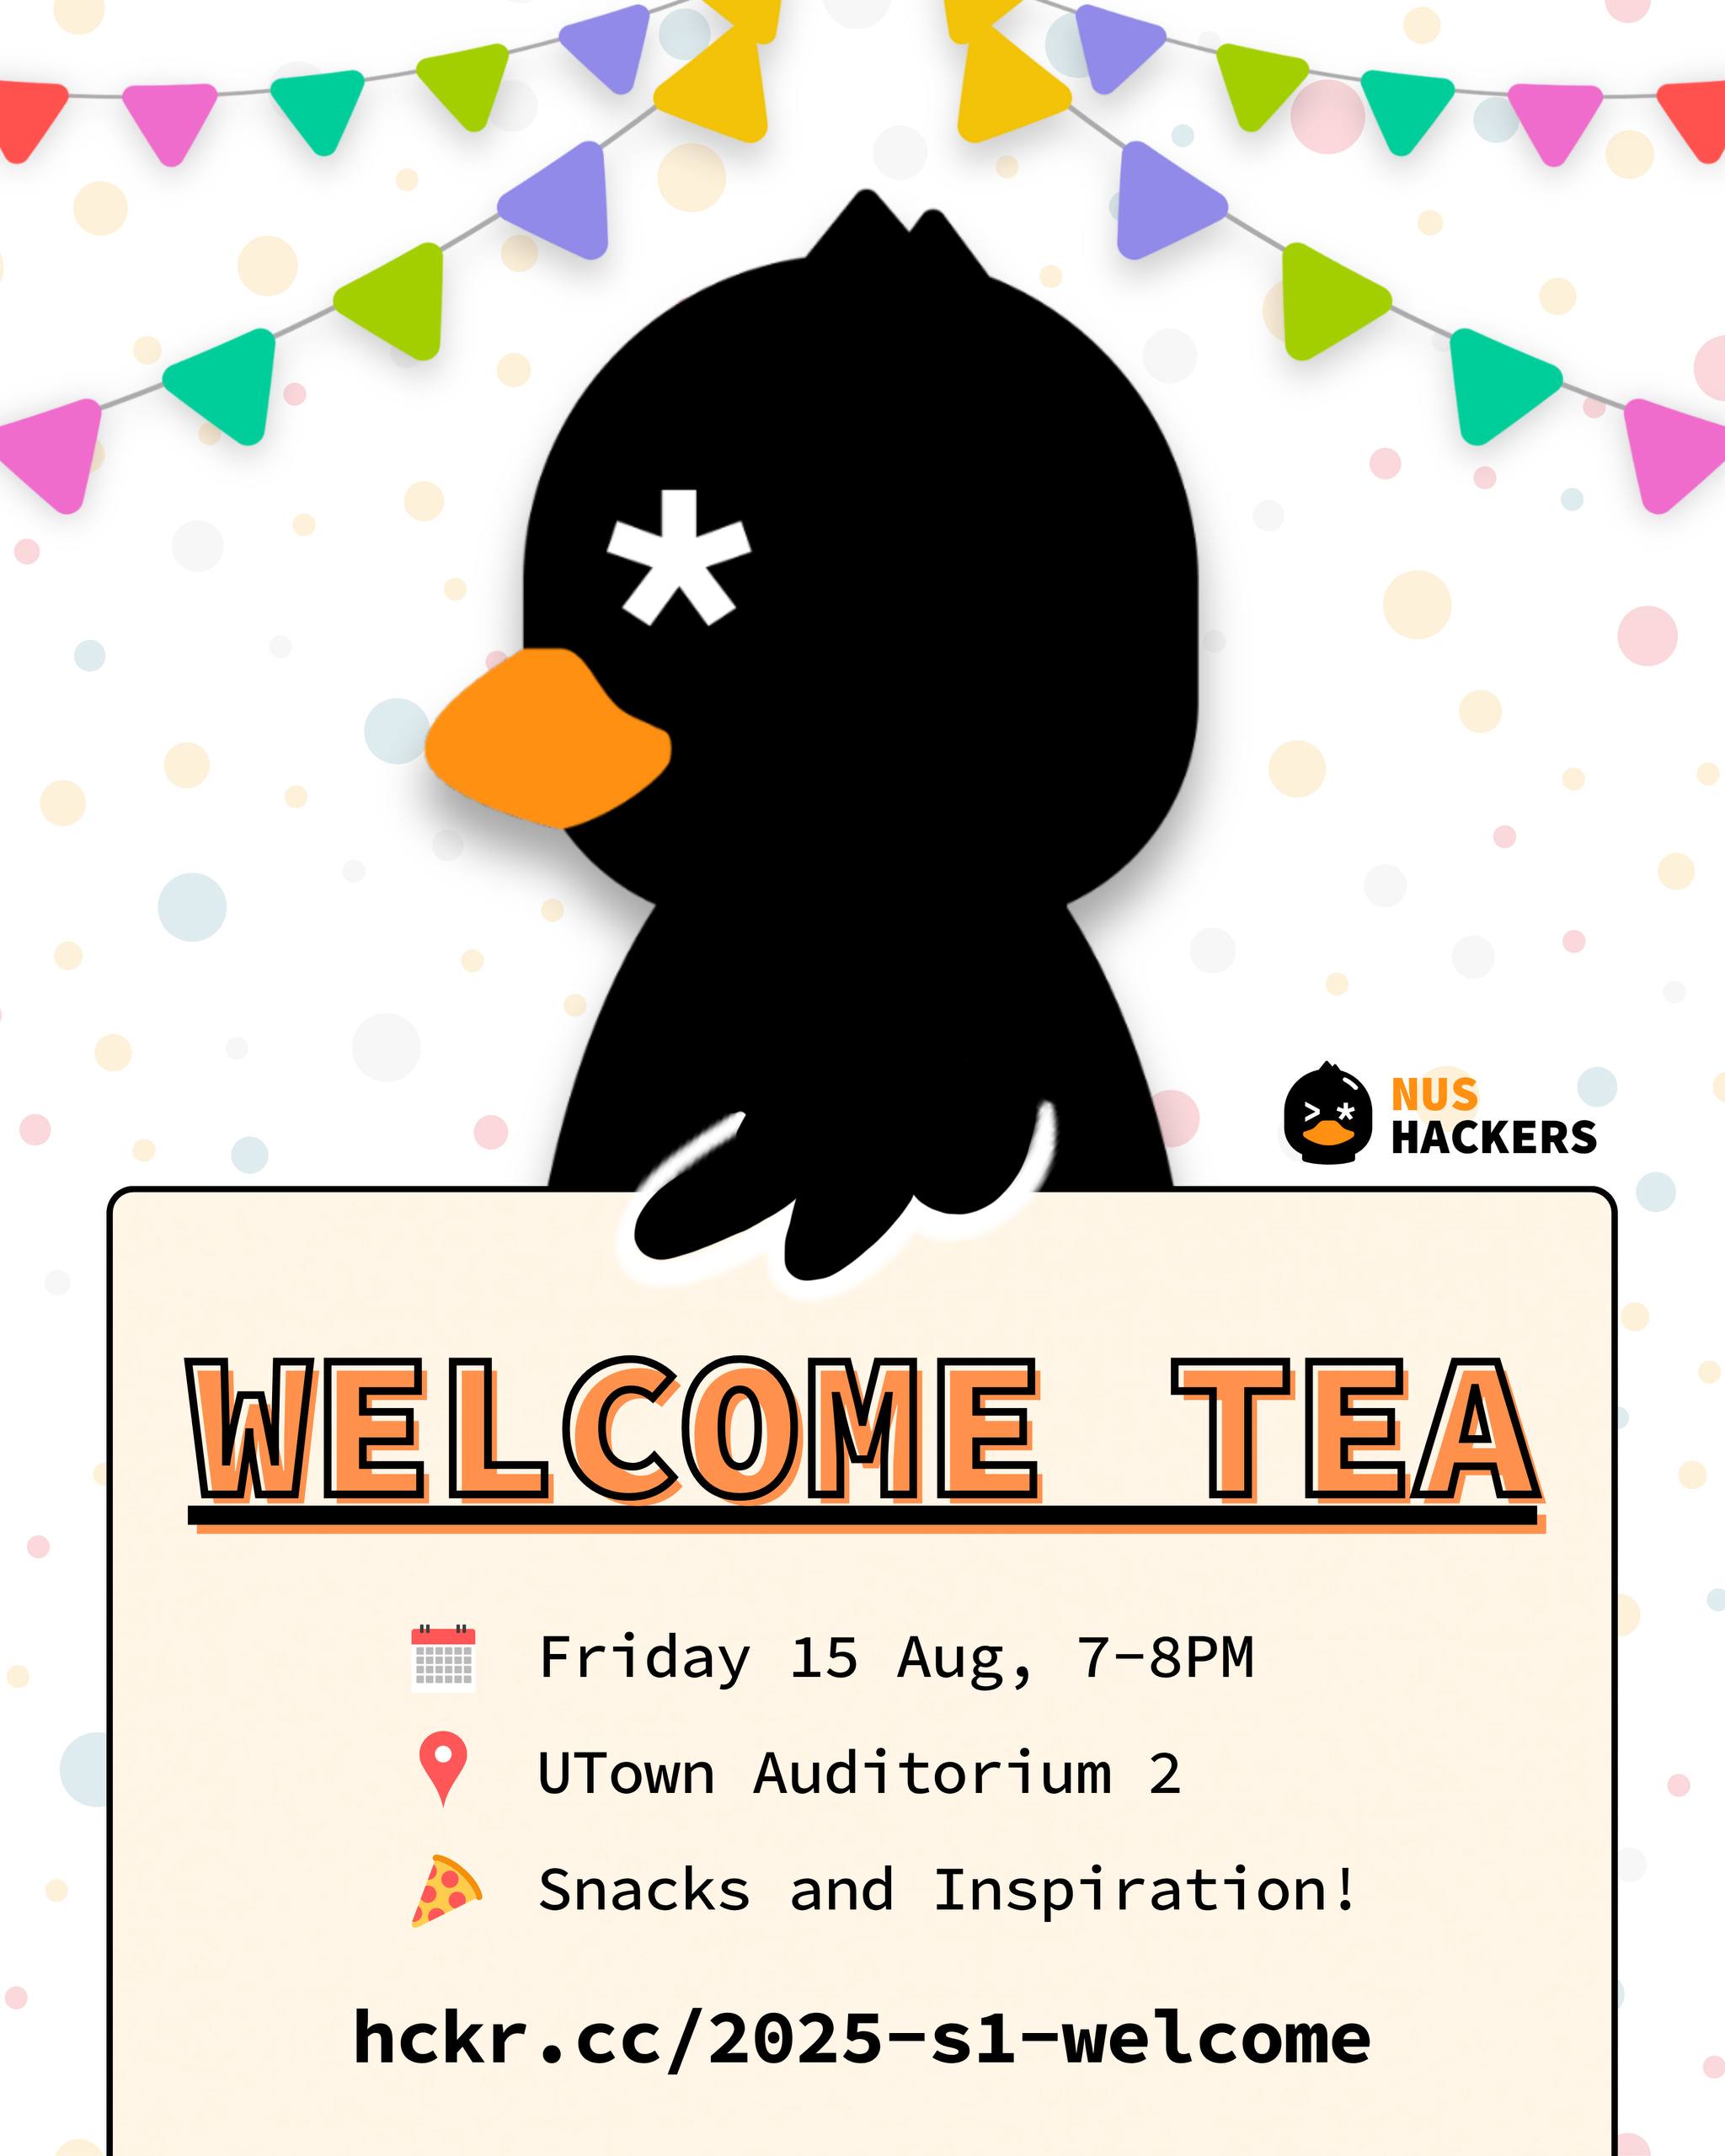 NUS
HACKERS
WELCOME TEA
Friday 15 Aug, 7-8PM
UTown Auditorium 2
Snacks and Inspiration!
hckr.cc/2025-s1-welcome